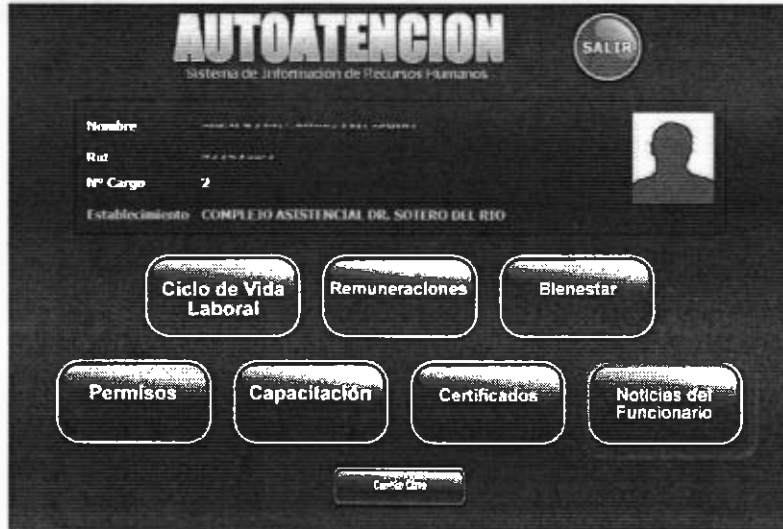 AUTOATENCION
SALIR
Sistema de Informacion de Recursos Humanos
Nombre
Rut
Nº Cargo 2
Establecimiento COMPLEJO ASISTENCIAL DR. SOTERO DEL RIO
Ciclo de Vida
Laboral
Remuneraciones
Bienestar
Permisos
Capacitación
Certificados
Noticias del
Funcionario